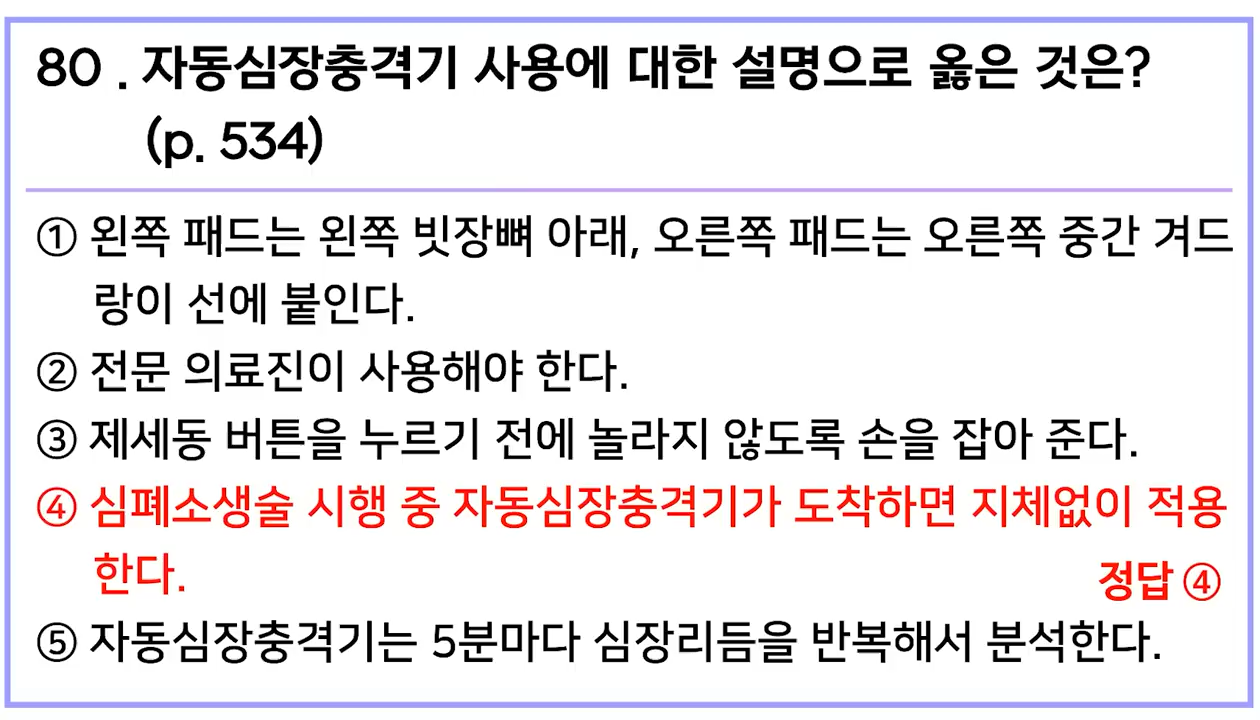 80 . 자동심장충격기 사용에 대한 설명으로 옳은 것은?
(p. 534)
① 왼쪽 패드는 왼쪽 빗장뼈 아래, 오른쪽 패드는 오른쪽 중간 겨드
랑이 선에 붙인다.
② 전문 의료진이 사용해야 한다.
③ 제세동 버튼을 누르기 전에 놀라지 않도록 손을 잡아 준다.
④ 심폐소생술 시행 중 자동심장충격기가 도착하면 지체없이 적용
한다.
정답 ④
⑤ 자동심장충격기는 5분마다 심장리듬을 반복해서 분석한다.